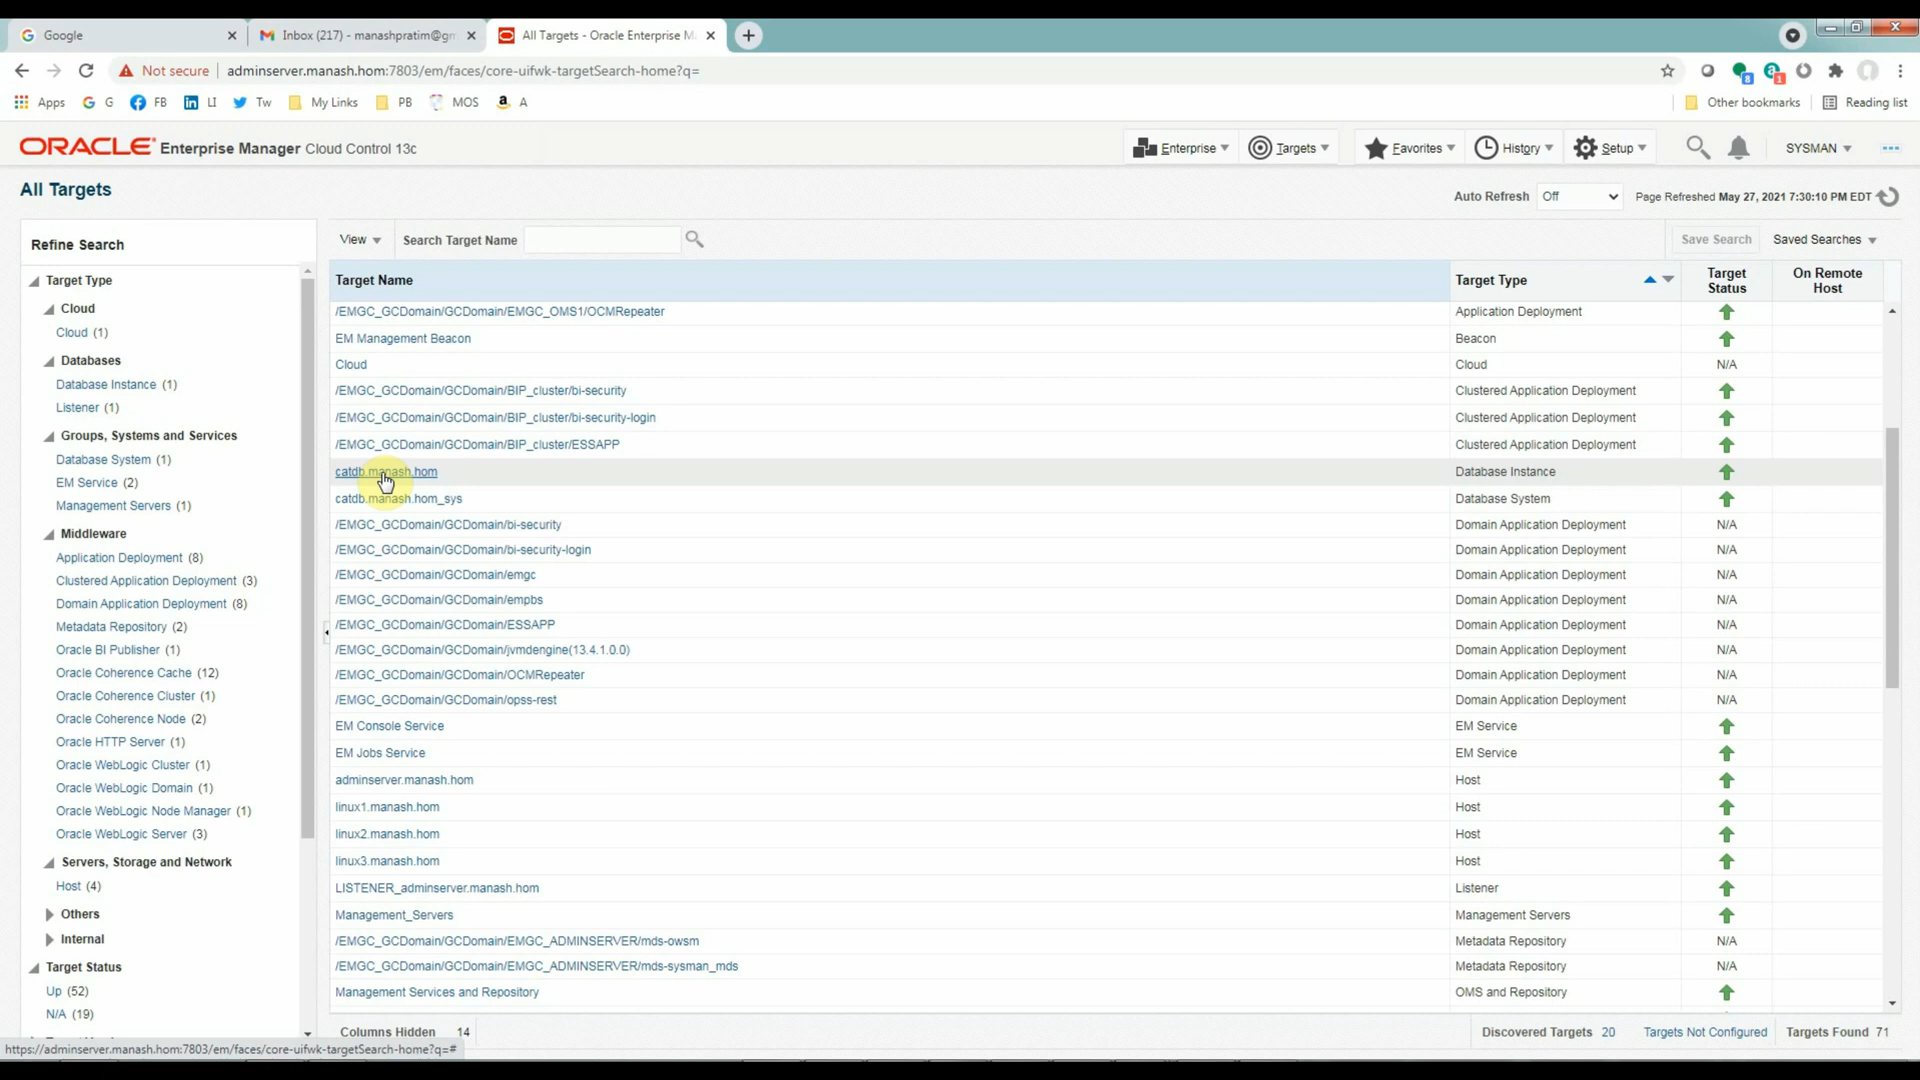 Google
Inbox (217) - manashpratim@gm
All Targets - Oracle Enterprise M
Not secure
adminserver.manash.hom:7803/em/faces/core-uifwk-targetSearch-home?q=
Apps
G
FB
LI
Tw
My Links
PB
MOS
A
Other bookmarks
Reading list
ORACLE Enterprise Manager Cloud Control 13c
Enterprise
Targets
Favorites
History
Setup
SYSMAN
All Targets
Auto Refresh Off
Page Refreshed May 27, 2021 7:30:10 PM EDT
Refine Search
Target Type
Cloud
Cloud (1)
Databases
Database Instance (1)
Listener (1)
Groups, Systems and Services
Database System (1)
EM Service (2)
Management Servers (1)
Middleware
Application Deployment (8)
Clustered Application Deployment (3)
Domain Application Deployment (8)
Metadata Repository (2)
Oracle BI Publisher (1)
Oracle Coherence Cache (12)
Oracle Coherence Cluster (1)
Oracle Coherence Node (2)
Oracle HTTP Server (1)
Oracle WebLogic Cluster (1)
Oracle WebLogic Domain (1)
Oracle WebLogic Node Manager (1)
Oracle WebLogic Server (3)
Servers, Storage and Network
Host (4)
Others
Internal
Target Status
Up (52)
N/A (19)
View
Search Target Name
Save Search
Saved Searches
Target Name Target Type Target Status On Remote Host
/EMGC_GCDomain/GCDomain/EMGC_OMS1/OCMRepeater Application Deployment
EM Management Beacon Beacon
Cloud Cloud N/A
/EMGC_GCDomain/GCDomain/BIP_cluster/bi-security Clustered Application Deployment
/EMGC_GCDomain/GCDomain/BIP_cluster/bi-security-login Clustered Application Deployment
/EMGC_GCDomain/GCDomain/BIP_cluster/ESSAPP Clustered Application Deployment
catdb.manash.hom Database Instance
catdb.manash.hom_sys Database System
/EMGC_GCDomain/GCDomain/bi-security Domain Application Deployment N/A
/EMGC_GCDomain/GCDomain/bi-security-login Domain Application Deployment N/A
/EMGC_GCDomain/GCDomain/emgc Domain Application Deployment N/A
/EMGC_GCDomain/GCDomain/empbs Domain Application Deployment N/A
/EMGC_GCDomain/GCDomain/ESSAPP Domain Application Deployment N/A
/EMGC_GCDomain/GCDomain/jvmdengine(13.4.1.0.0) Domain Application Deployment N/A
/EMGC_GCDomain/GCDomain/OCMRepeater Domain Application Deployment N/A
/EMGC_GCDomain/GCDomain/opss-rest Domain Application Deployment N/A
EM Console Service EM Service
EM Jobs Service EM Service
adminserver.manash.hom Host
linux1.manash.hom Host
linux2.manash.hom Host
linux3.manash.hom Host
LISTENER_adminserver.manash.hom Listener
Management_Servers Management Servers
/EMGC_GCDomain/GCDomain/EMGC_ADMINSERVER/mds-owsm Metadata Repository N/A
/EMGC_GCDomain/GCDomain/EMGC_ADMINSERVER/mds-sysman_mds Metadata Repository N/A
Management Services and Repository OMS and Repository
Columns Hidden 14
Discovered Targets 20
Targets Not Configured
Targets Found 71
https://adminserver.manash.hom:7803/em/faces/core-uifwk-targetSearch-home?q=#